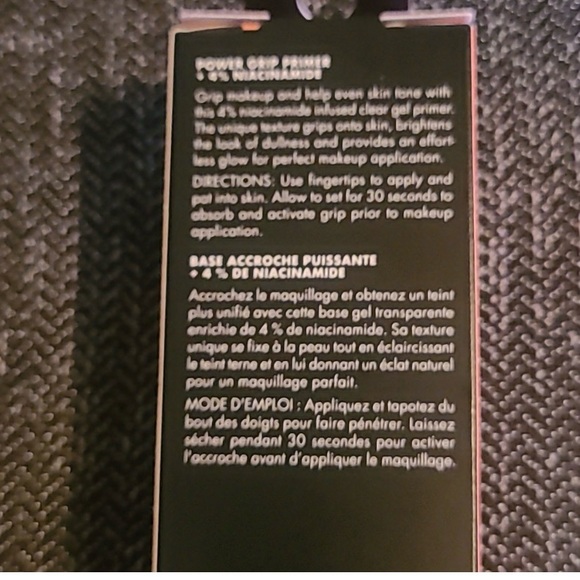 POWER GRIP PRIMER
+ 4% NIACINAMIDE
Grip makeup and help even skin tone with
this 4% niacinamide infused clear gel primer.
The unique texture grips onto skin, brightens
the look of dullness and provides an effort-
less glow for perfect makeup application.
DIRECTIONS: Use fingertips to apply and
pat into skin. Allow to set for 30 seconds to
absorb and activate grip prior to makeup
application.
BASE ACCROCHE PUISSANTE
+ 4 % DE NIACINAMIDE
Accrochez le maquillage et obtenez un teint
plus unifié avec cette base gel transparente
enrichie de 4 % de niacinamide. Sa texture
unique se fixe à la peau tout en éclaircissant
le teint terne et en lui donnant un éclat naturel
pour un maquillage parfait.
MODE D'EMPLOI : Appliquez et tapotez du
bout des doigts pour faire pénétrer. Laissez
sécher pendant 30 secondes pour activer
l'accroche avant d'appliquer le maquillage.